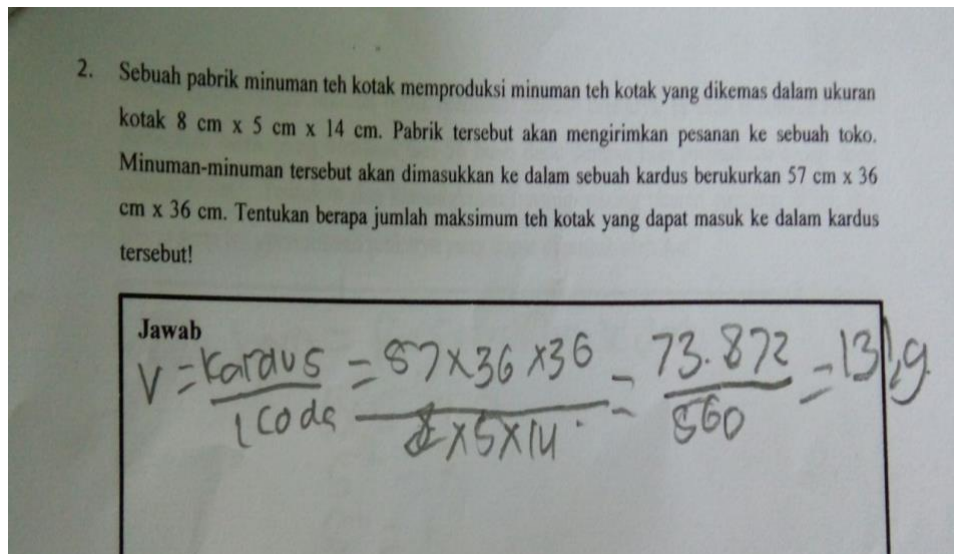 2. Sebuah pabrik minuman teh kotak memproduksi minuman teh kotak yang dikemas dalam ukuran
kotak 8 cm x 5 cm x 14 cm. Pabrik tersebut akan mengirimkan pesanan ke sebuah toko.
Minuman-minuman tersebut akan dimasukkan ke dalam sebuah kardus berukurkan 57 cm x 36
cm x 36 cm. Tentukan berapa jumlah maksimum teh kotak yang dapat masuk ke dalam kardus
tersebut!
Jawab
V = Kardus / = 57 x 36 x 36 / 8 x 5 x 14 = 73.872 / 560 = 131,9.